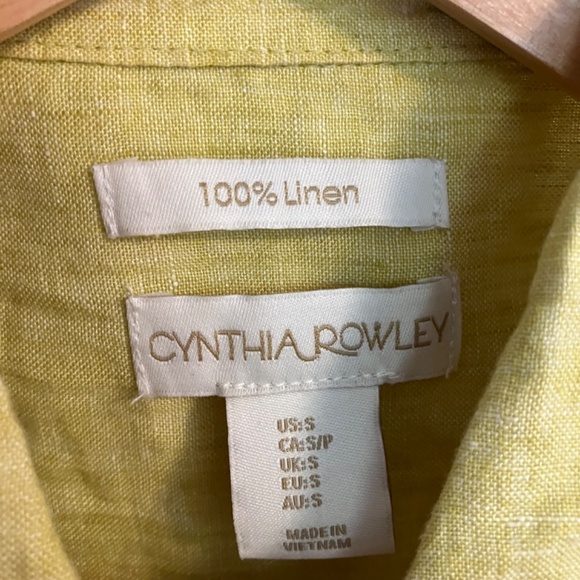 100% Linen
CYNTHIA ROWLEY
US:S
CA:S/P
UK:S
EU:S
AU:S
MADE IN
VIETNAM